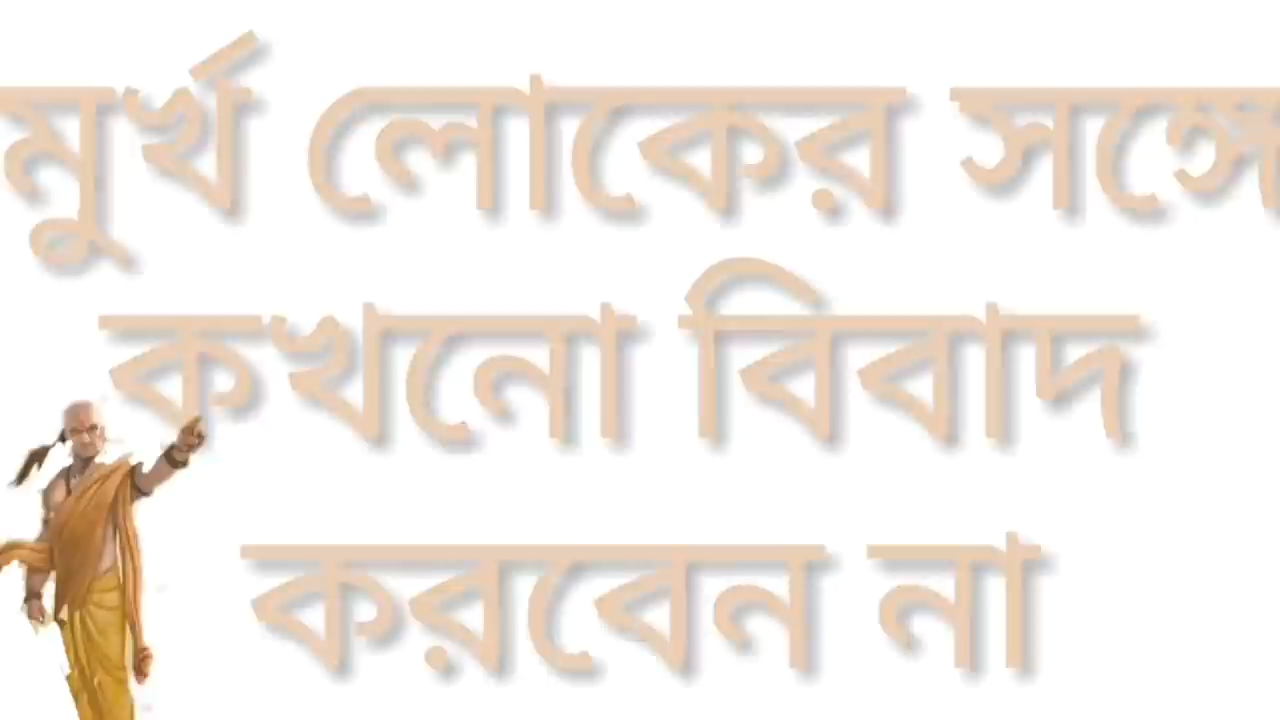 মুর্খ লোকের সঙ্গে
কখনো বিবাদ
করবেন না